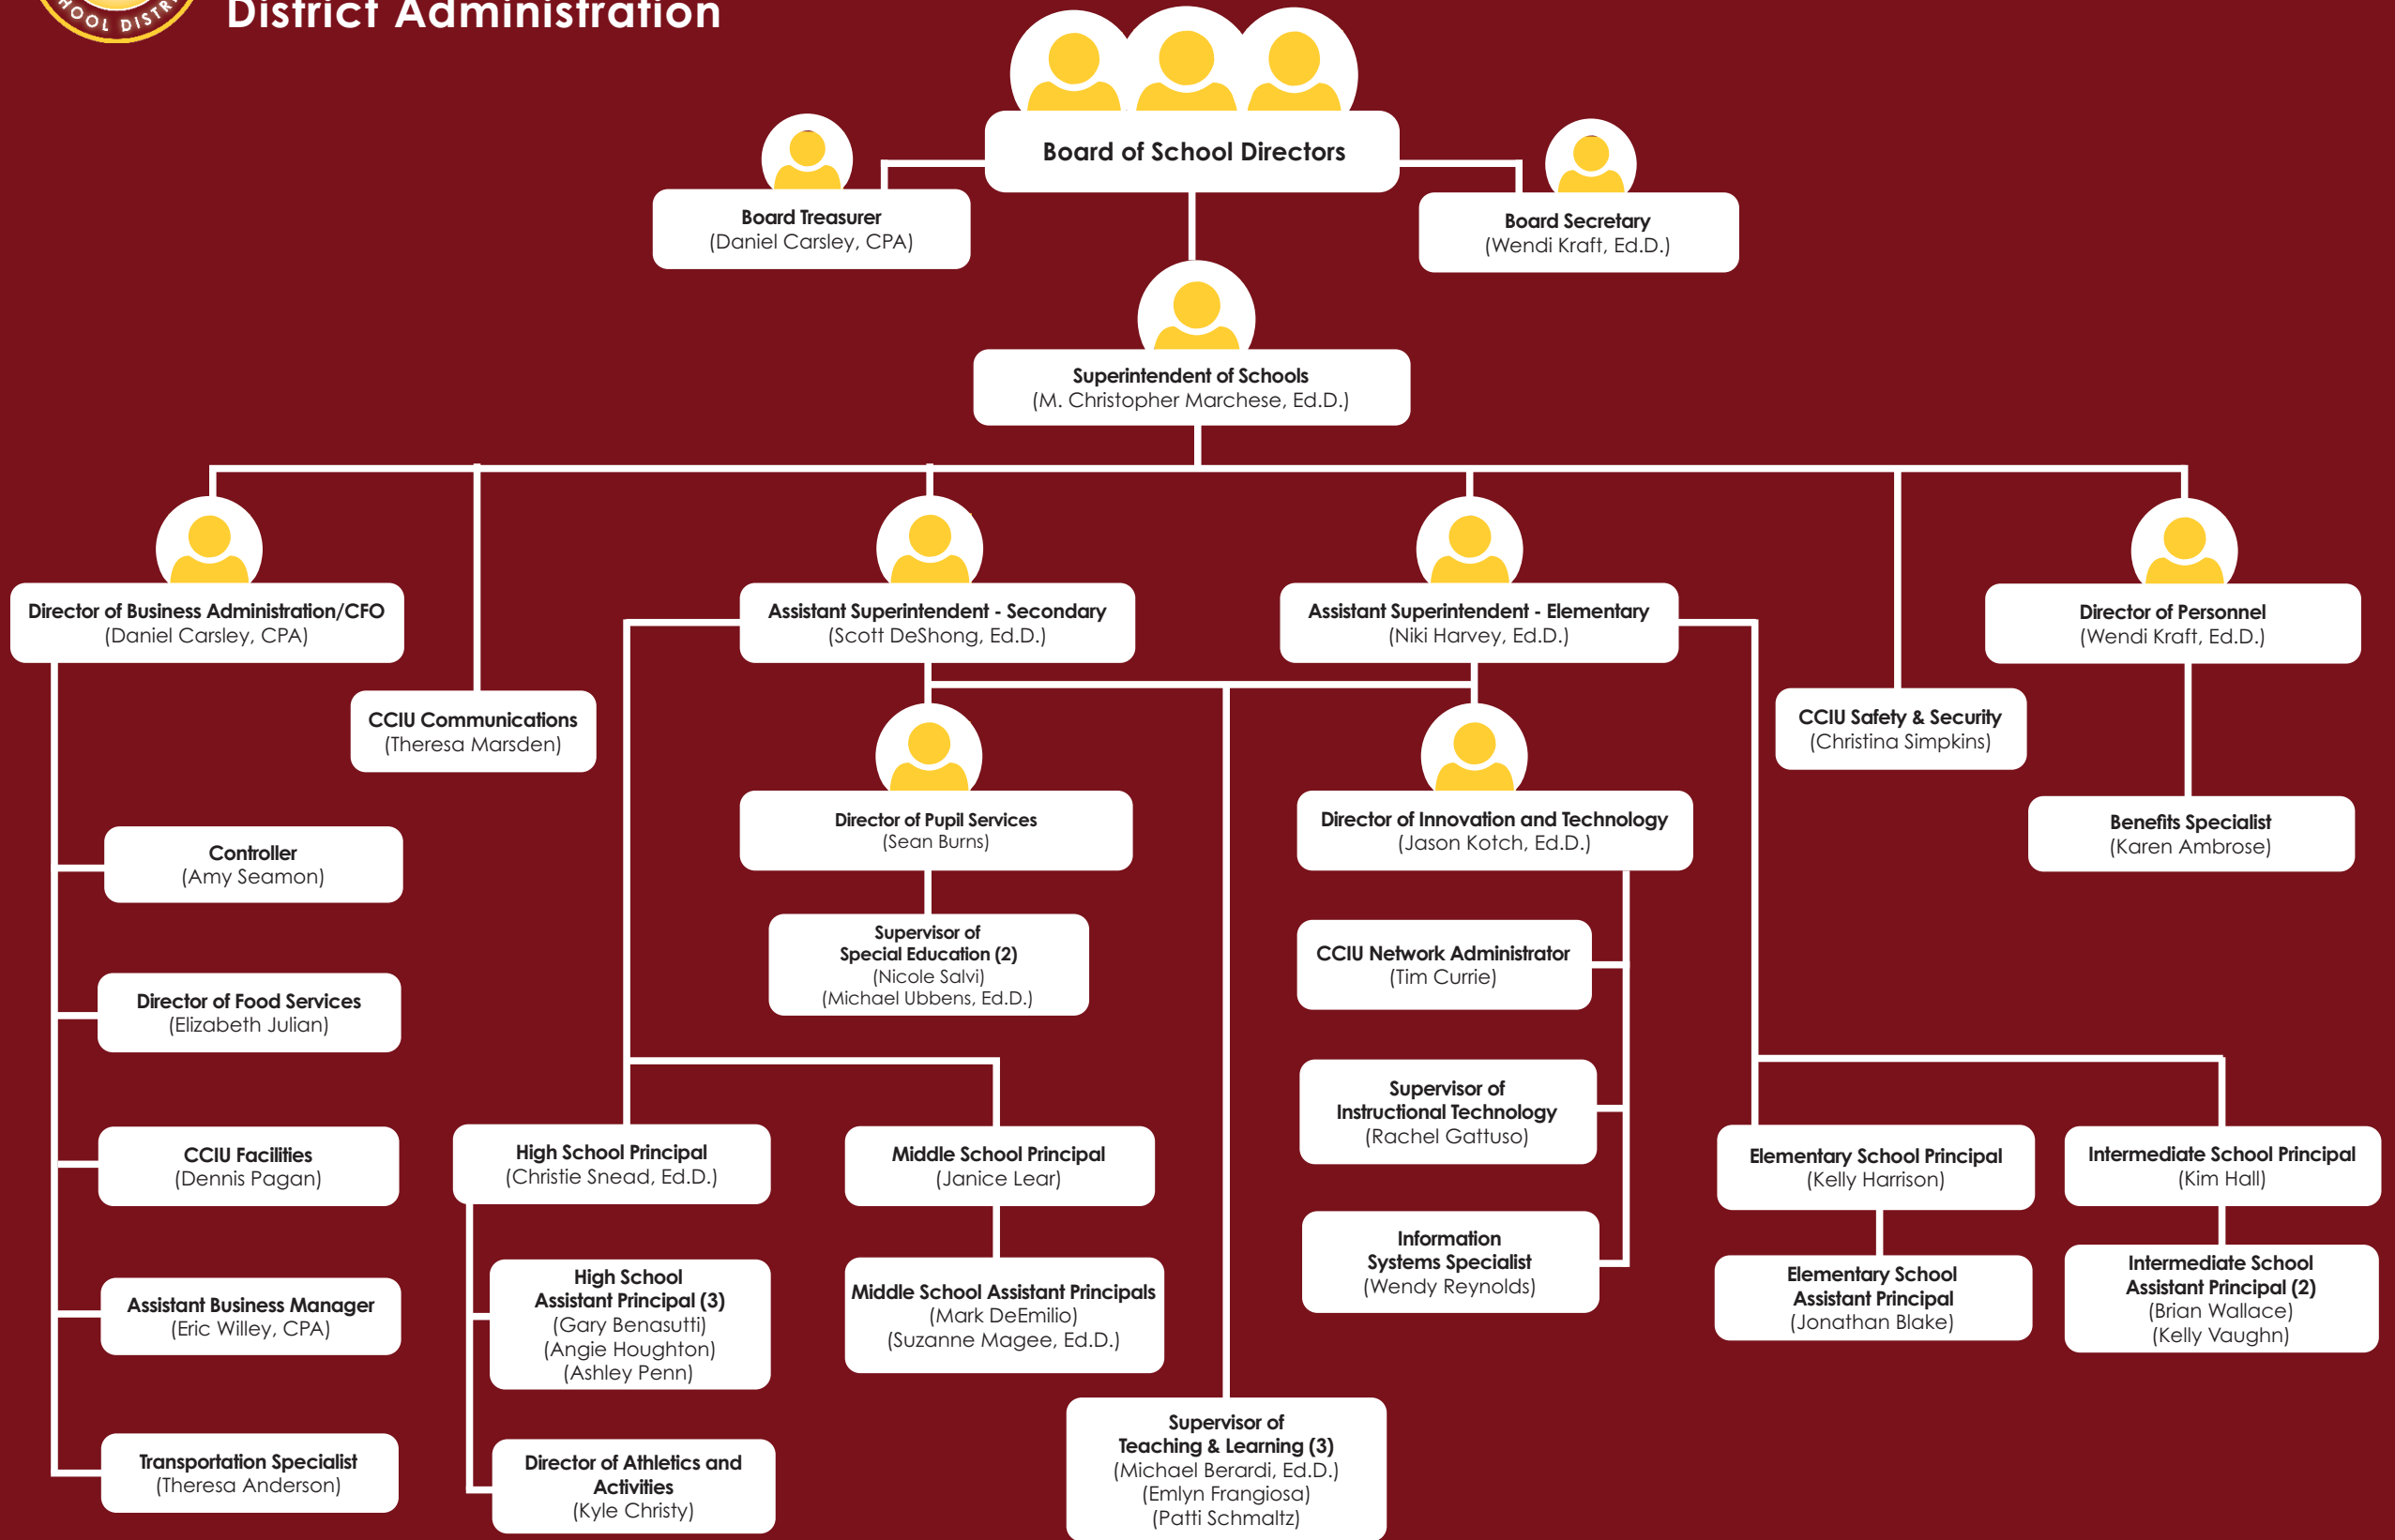 District Administration
Board of School Directors
Board Treasurer
(Daniel Carsley, CPA)
Board Secretary
(Wendi Kraft, Ed.D.)
Superintendent of Schools
(M. Christopher Marchese, Ed.D.)
Director of Business Administration/CFO
(Daniel Carsley, CPA)
CCIU Communications
(Theresa Marsden)
Assistant Superintendent - Secondary
(Scott DeShong, Ed.D.)
Assistant Superintendent - Elementary
(Niki Harvey, Ed.D.)
CCIU Safety & Security
(Christina Simpkins)
Director of Personnel
(Wendi Kraft, Ed.D.)
Benefits Specialist
(Karen Ambrose)
Director of Pupil Services
(Sean Burns)
Director of Innovation and Technology
(Jason Kotch, Ed.D.)
Controller
(Amy Seamon)
Director of Food Services
(Elizabeth Julian)
CCIU Facilities
(Dennis Pagan)
Assistant Business Manager
(Eric Willey, CPA)
Transportation Specialist
(Theresa Anderson)
Supervisor of
Special Education (2)
(Nicole Salvi)
(Michael Ubbens, Ed.D.)
CCIU Network Administrator
(Tim Currie)
Supervisor of
Instructional Technology
(Rachel Gattuso)
Information
Systems Specialist
(Wendy Reynolds)
High School Principal
(Christie Snead, Ed.D.)
High School
Assistant Principal (3)
(Gary Benasutti)
(Angie Houghton)
(Ashley Penn)
Director of Athletics and
Activities
(Kyle Christy)
Middle School Principal
(Janice Lear)
Middle School Assistant Principals
(Mark DeEmilio)
(Suzanne Magee, Ed.D.)
Supervisor of
Teaching & Learning (3)
(Michael Berardi, Ed.D.)
(Emlyn Frangiosa)
(Patti Schmaltz)
Elementary School Principal
(Kelly Harrison)
Elementary School
Assistant Principal
(Jonathan Blake)
Intermediate School Principal
(Kim Hall)
Intermediate School
Assistant Principal (2)
(Brian Wallace)
(Kelly Vaughn)